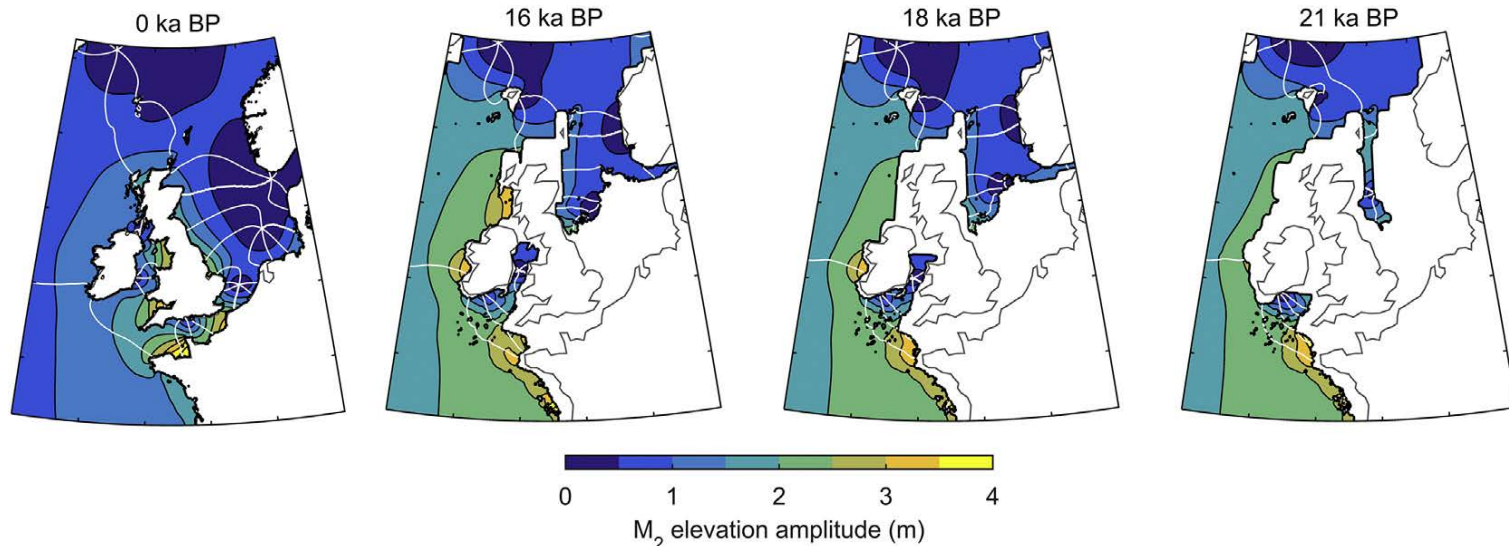 0 ka BP
16 ka BP
18 ka BP
21 ka BP
0 1 2 3 4
M₂ elevation amplitude (m)